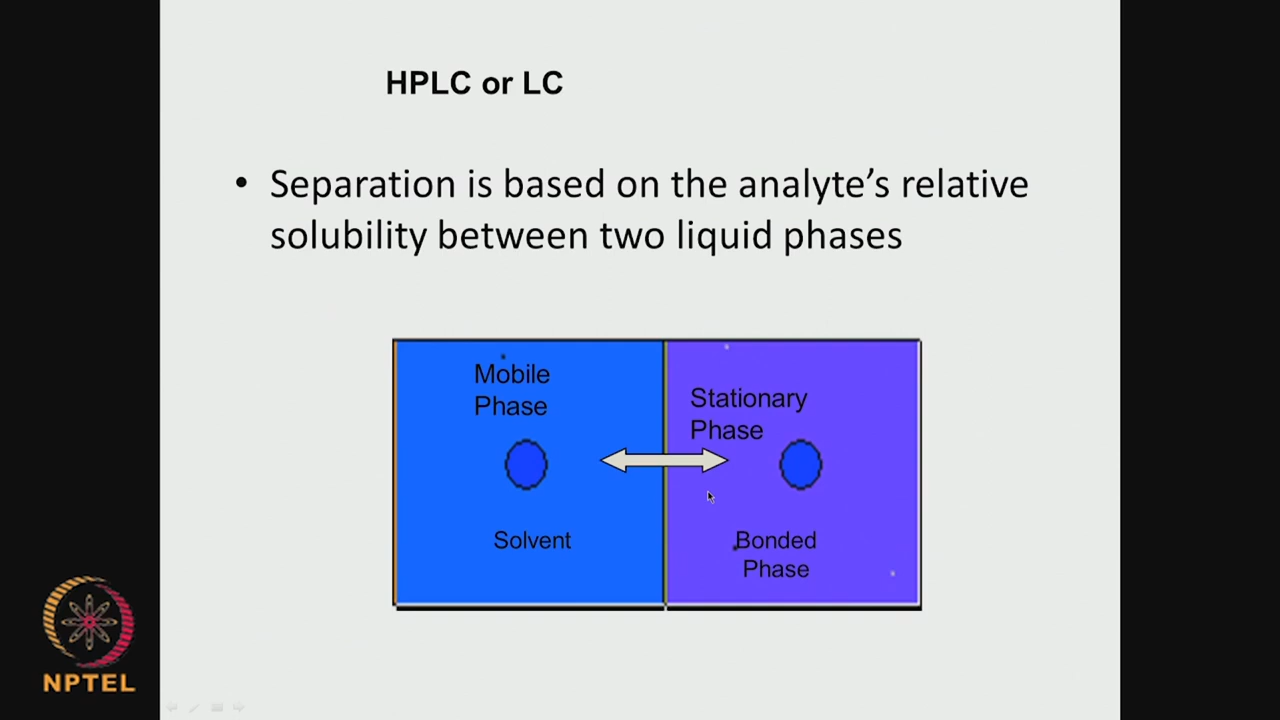 HPLC or LC
• Separation is based on the analyte’s relative
solubility between two liquid phases
Mobile
Phase
Stationary
Phase
Solvent
Bonded
Phase
NPTEL